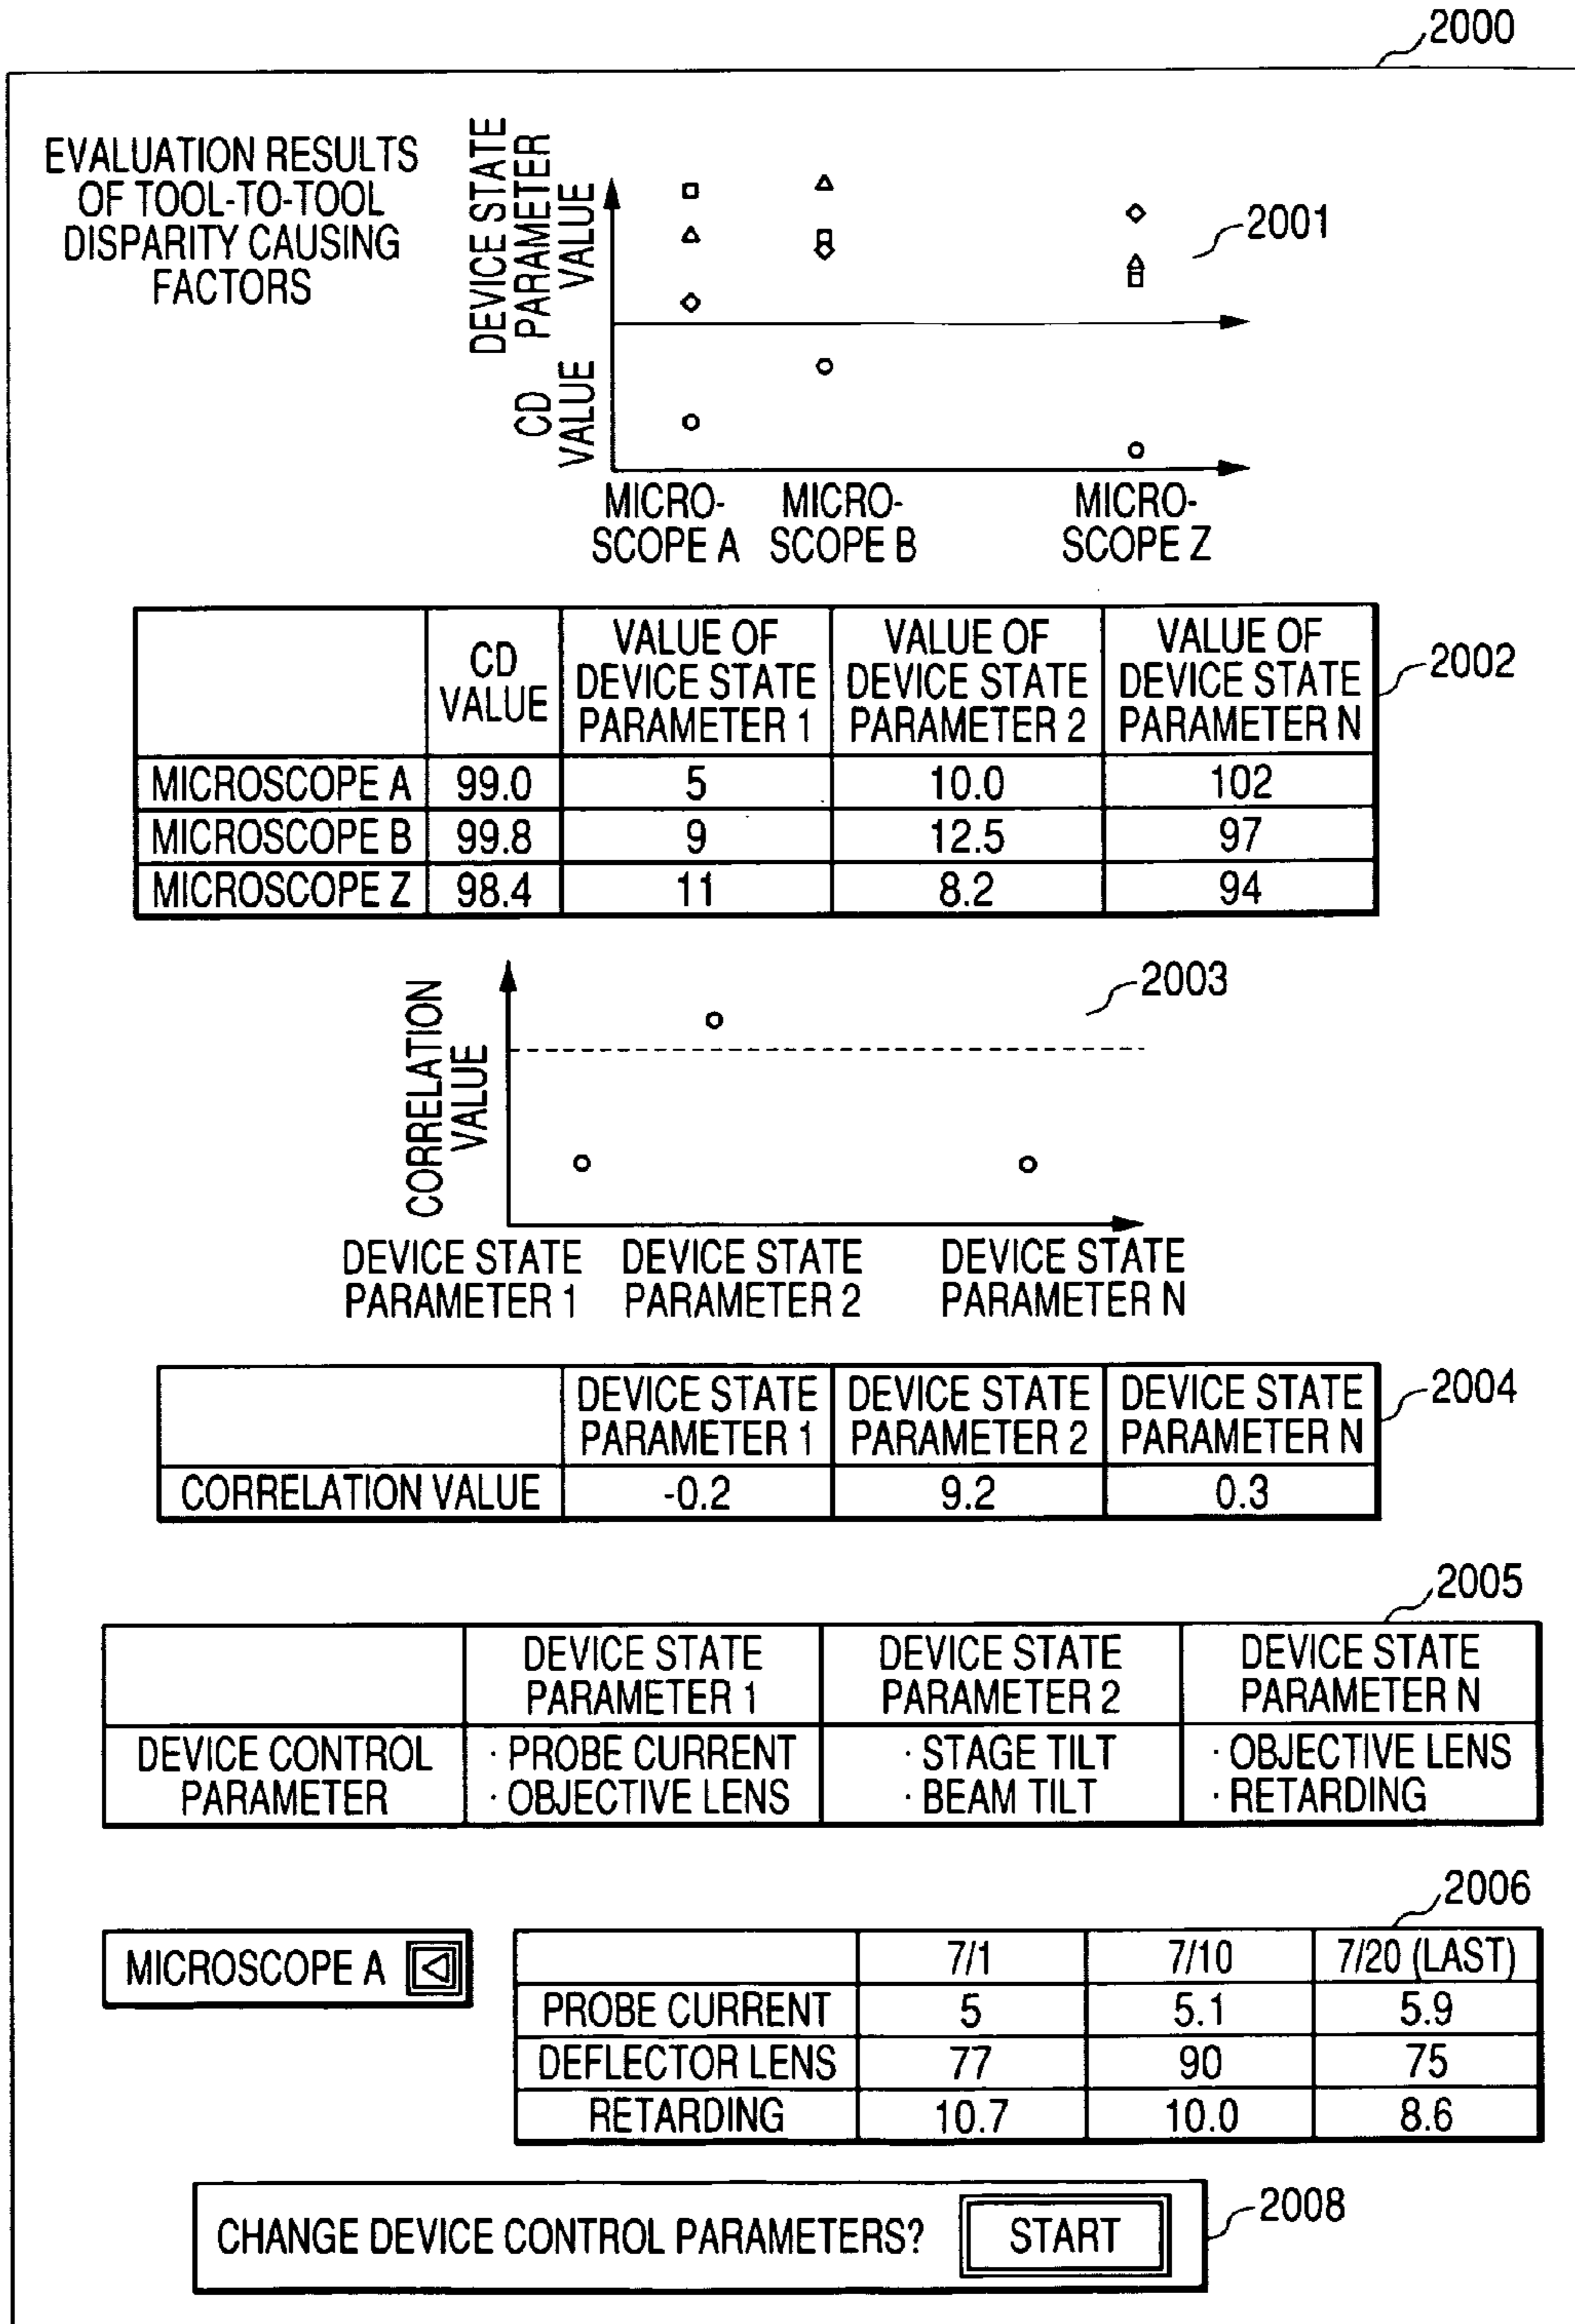 2000
EVALUATION RESULTS
OF TOOL-TO-TOOL
DISPARITY CAUSING
FACTORS
DEVICE STATE
PARAMETER
VALUE
CD
VALUE
2001
MICRO-
SCOPE A
MICRO-
SCOPE B
MICRO-
SCOPE Z
2002
CD
VALUE
VALUE OF
DEVICE STATE
PARAMETER 1
VALUE OF
DEVICE STATE
PARAMETER 2
VALUE OF
DEVICE STATE
PARAMETER N
MICROSCOPE A 99.0 5 10.0 102
MICROSCOPE B 99.8 9 12.5 97
MICROSCOPE Z 98.4 11 8.2 94
2003
CORRELATION
VALUE
DEVICE STATE
PARAMETER 1
DEVICE STATE
PARAMETER 2
DEVICE STATE
PARAMETER N
2004
DEVICE STATE
PARAMETER 1
DEVICE STATE
PARAMETER 2
DEVICE STATE
PARAMETER N
CORRELATION VALUE -0.2 9.2 0.3
2005
DEVICE STATE
PARAMETER 1
DEVICE STATE
PARAMETER 2
DEVICE STATE
PARAMETER N
DEVICE CONTROL
PARAMETER
· PROBE CURRENT
· OBJECTIVE LENS
· STAGE TILT
· BEAM TILT
· OBJECTIVE LENS
· RETARDING
2006
MICROSCOPE A
7/1 7/10 7/20 (LAST)
PROBE CURRENT 5 5.1 5.9
DEFLECTOR LENS 77 90 75
RETARDING 10.7 10.0 8.6
CHANGE DEVICE CONTROL PARAMETERS? START
2008